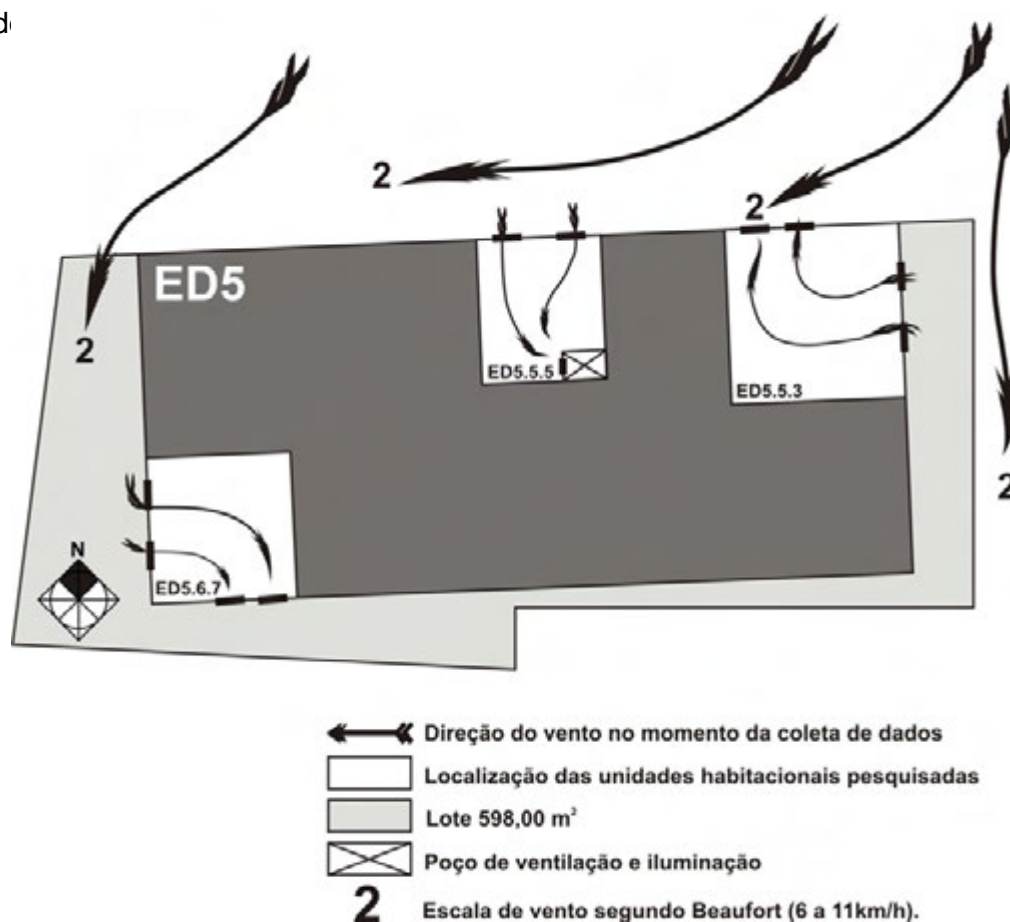 2
2
2
2
ED5
ED5.5.5
ED5.5.3
ED5.6.7
N
Direção do vento no momento da coleta de dados
Localização das unidades habitacionais pesquisadas
Lote 598,00 m²
Poço de ventilação e iluminação
2 Escala de vento segundo Beaufort (6 a 11km/h).